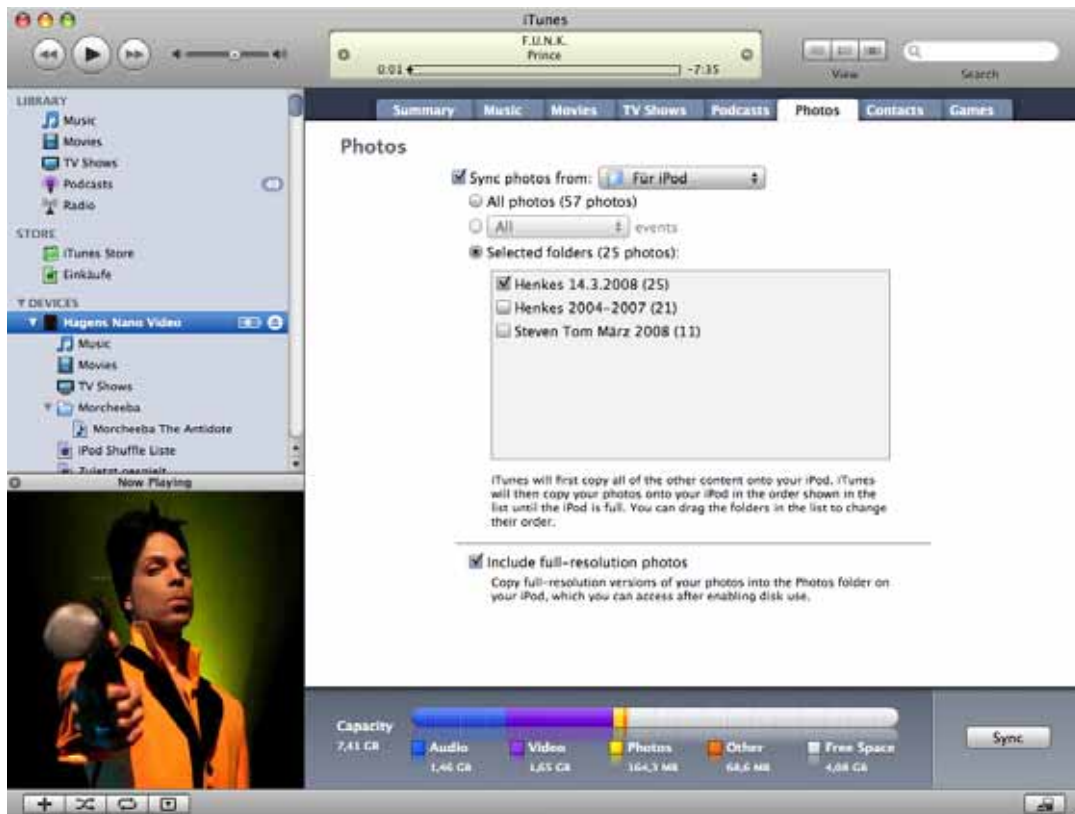 iTunes
F.U.N.K.
Prince
0:01
-7:35
View
Search
LIBRARY
Music
Movies
TV Shows
Podcasts
Radio
STORE
iTunes Store
Einkäufe
DEVICES
Hagens Nano Video
Music
Movies
TV Shows
Morcheeba
Morcheeba The Antidote
iPod Shuffle Liste
Zuletzt gespielt
Now Playing
Summary Music Movies TV Shows Podcasts Photos Contacts Games
Photos
Sync photos from: Für iPod
All photos (57 photos)
All events
Selected folders (25 photos):
Henkes 14.3.2008 (25)
Henkes 2004-2007 (21)
Steven Tom März 2008 (11)
iTunes will first copy all of the other content onto your iPod. iTunes
will then copy your photos onto your iPod in the order shown in the
list until the iPod is full. You can drag the folders in the list to change
their order.
Include full-resolution photos
Copy full-resolution versions of your photos into the Photos folder on
your iPod, which you can access after enabling disk use.
Capacity
7,41 GB
Audio Video Photos Other Free Space
1,46 GB 1,65 GB 164,3 MB 68,6 MB 4,08 GB
Sync